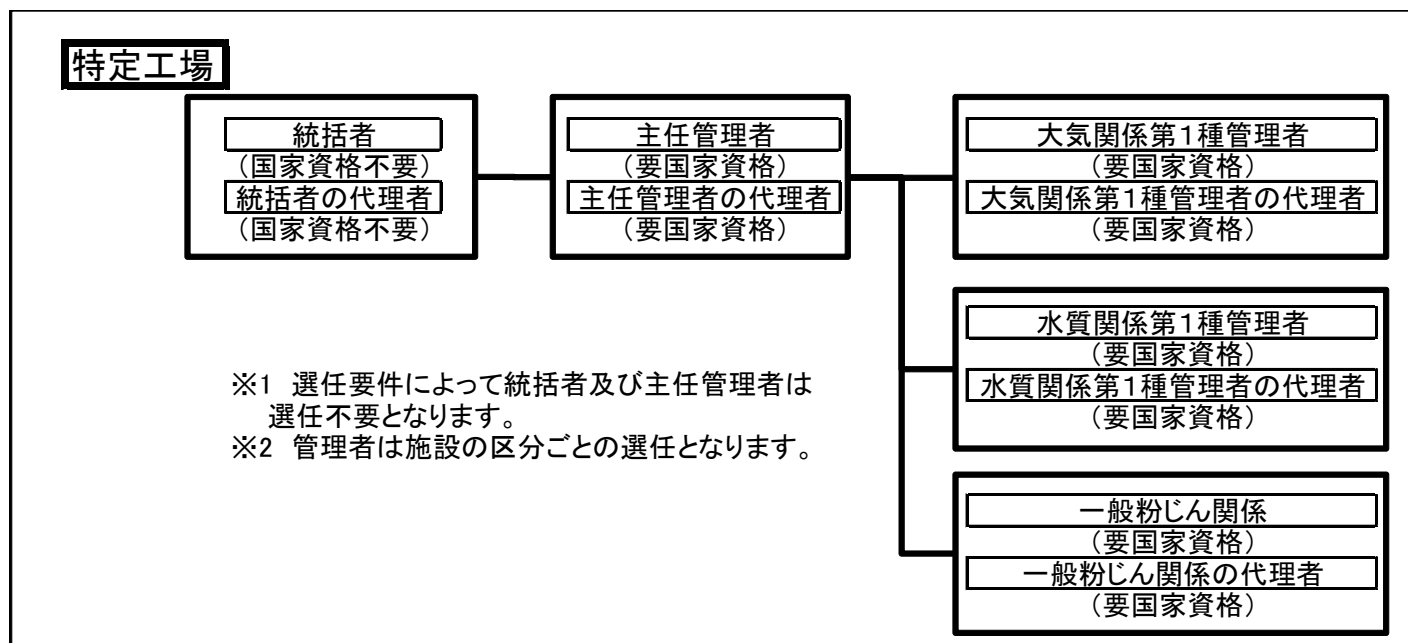 特定工場
統括者
(国家資格不要)
統括者の代理者
(国家資格不要)
主任管理者
(要国家資格)
主任管理者の代理者
(要国家資格)
大気関係第1種管理者
(要国家資格)
大気関係第1種管理者の代理者
(要国家資格)
水質関係第1種管理者
(要国家資格)
水質関係第1種管理者の代理者
(要国家資格)
一般粉じん関係
(要国家資格)
一般粉じん関係の代理者
(要国家資格)
※1 選任要件によって統括者及び主任管理者は
選任不要となります。
※2 管理者は施設の区分ごとの選任となります。